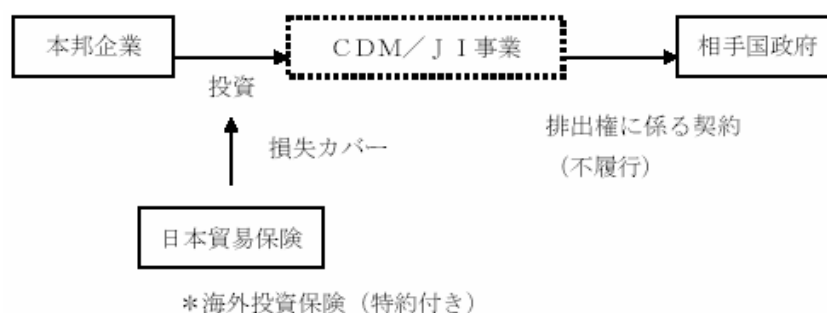 本邦企業
CDM／JI事業
相手国政府
投資
排出権に係る契約
（不履行）
損失カバー
日本貿易保険
＊海外投資保険（特約付き）